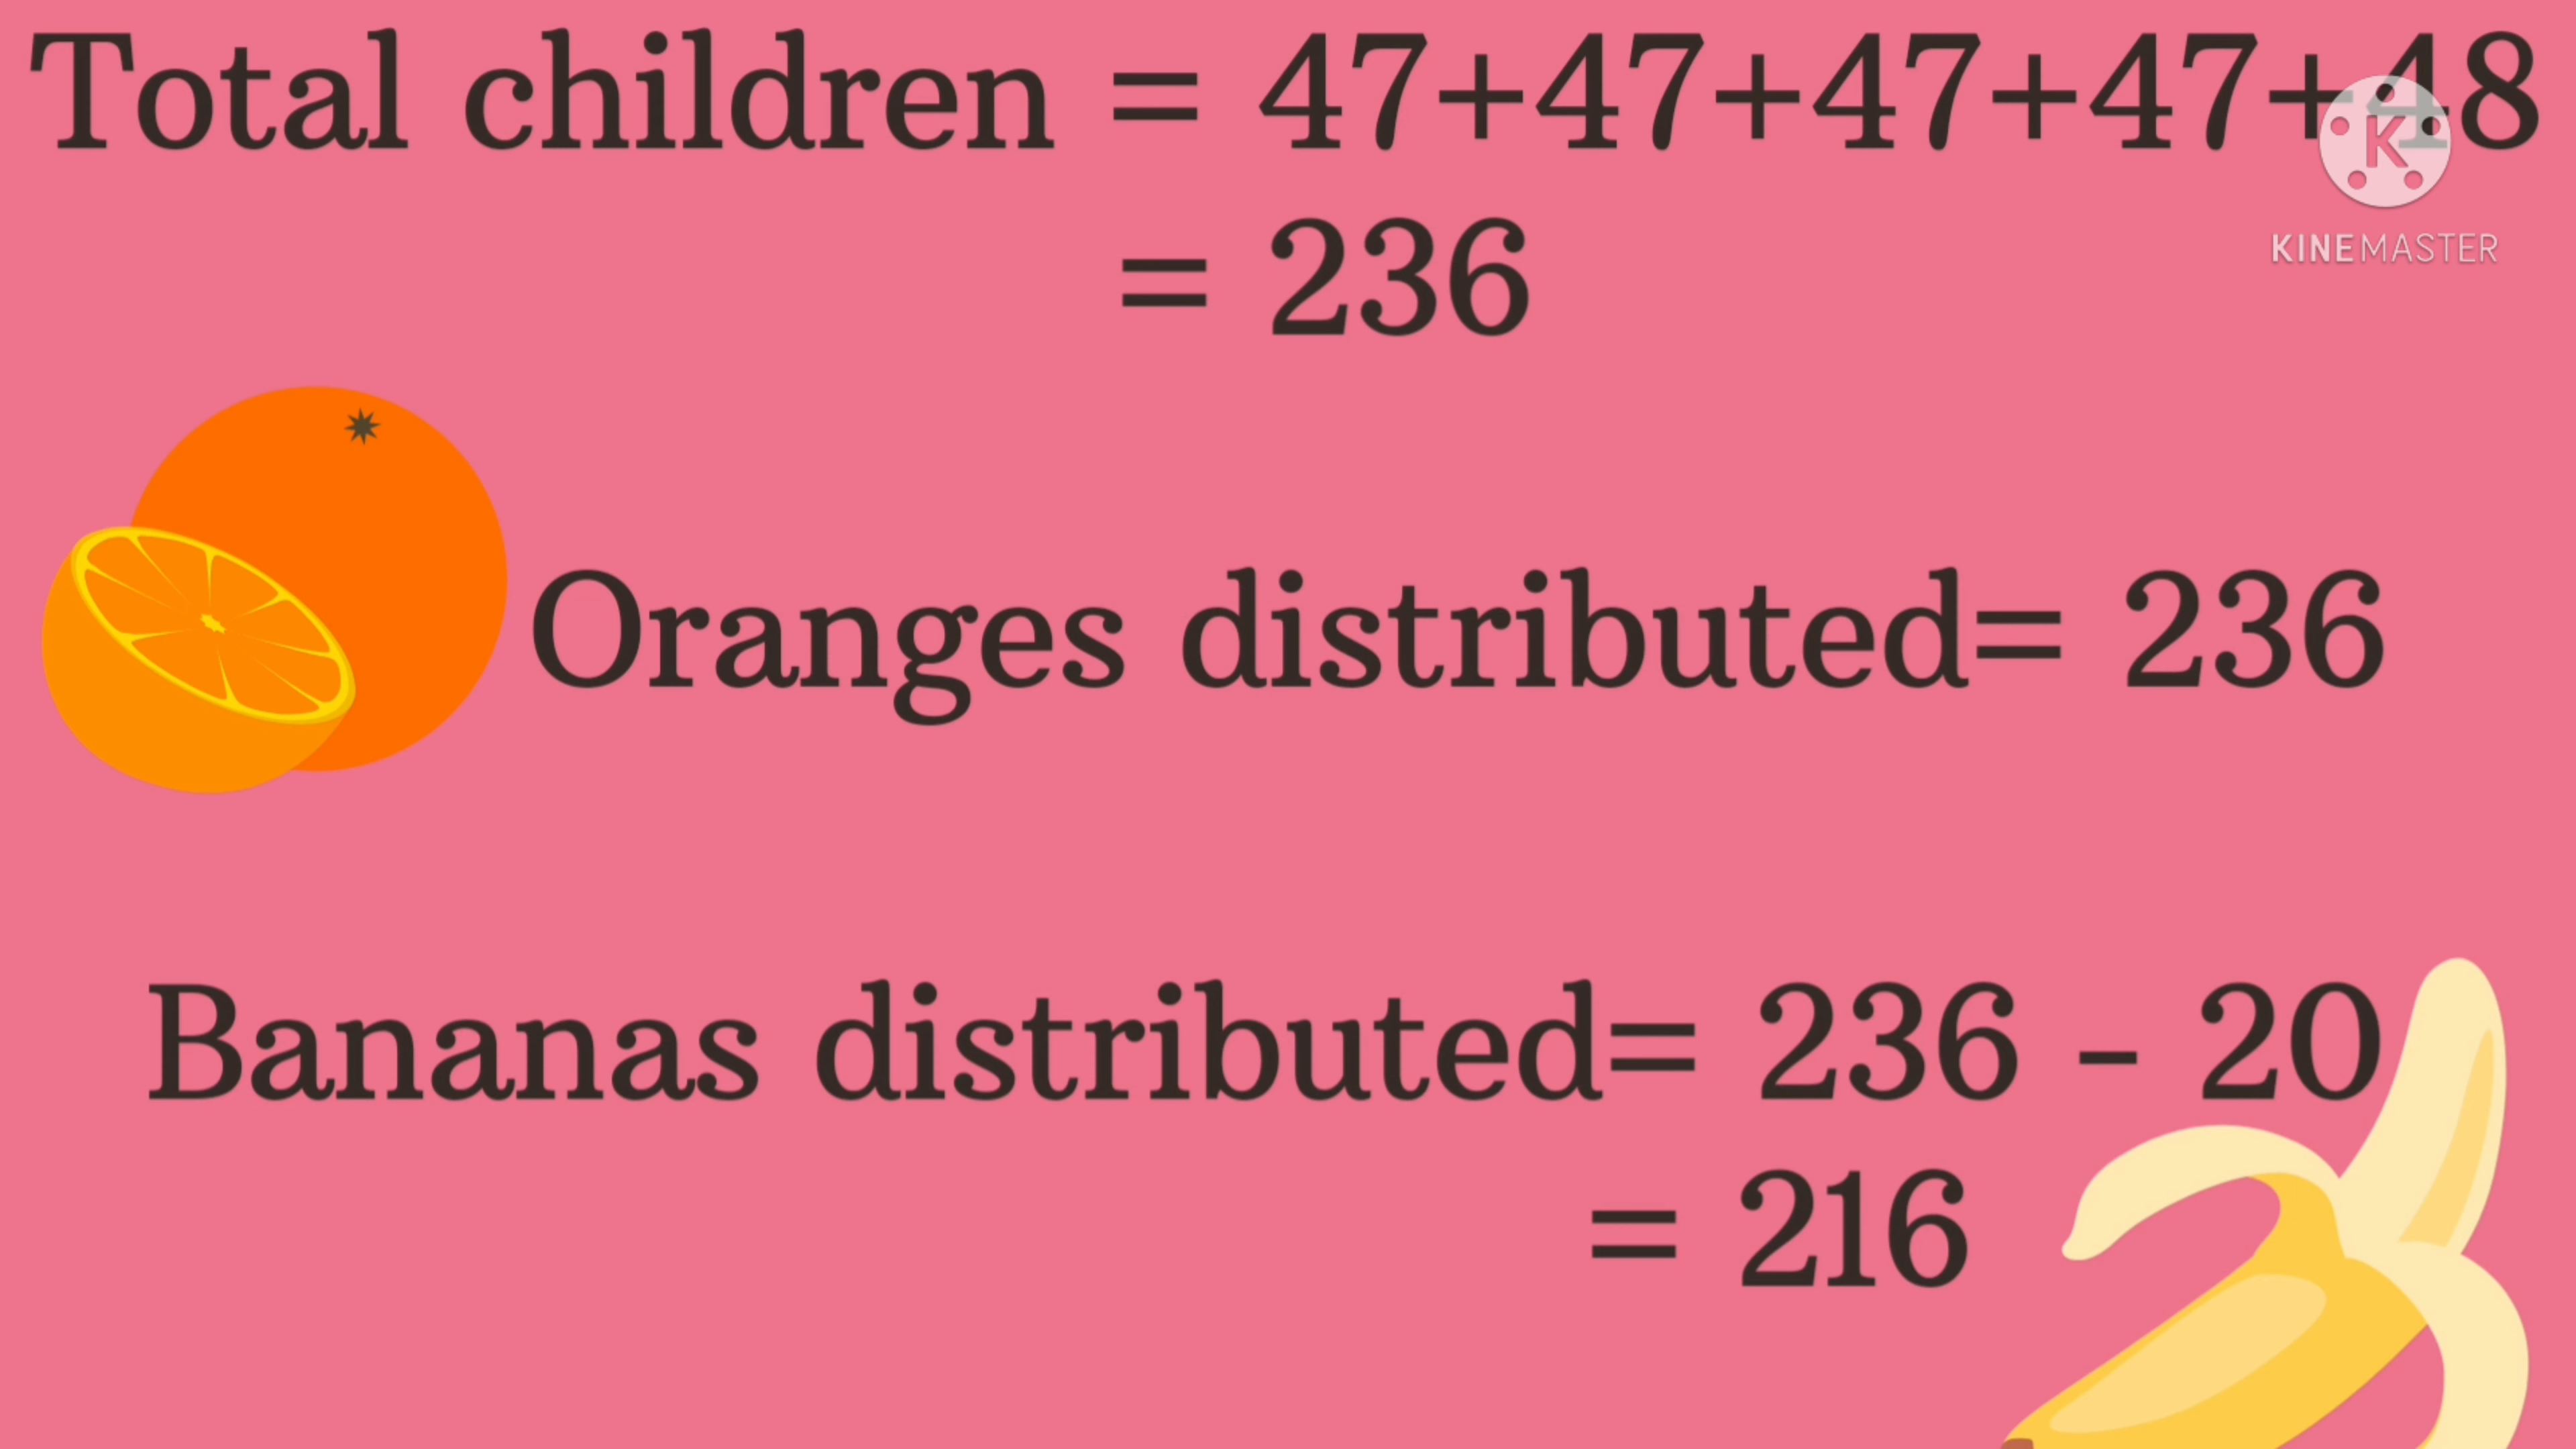 Total children = 47+47+47+47+48
= 236
K
KINEMASTER
Oranges distributed= 236
Bananas distributed= 236 - 20
= 216